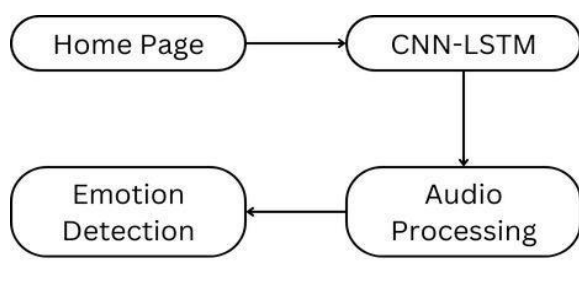 Home Page
CNN-LSTM
Emotion
Detection
Audio
Processing